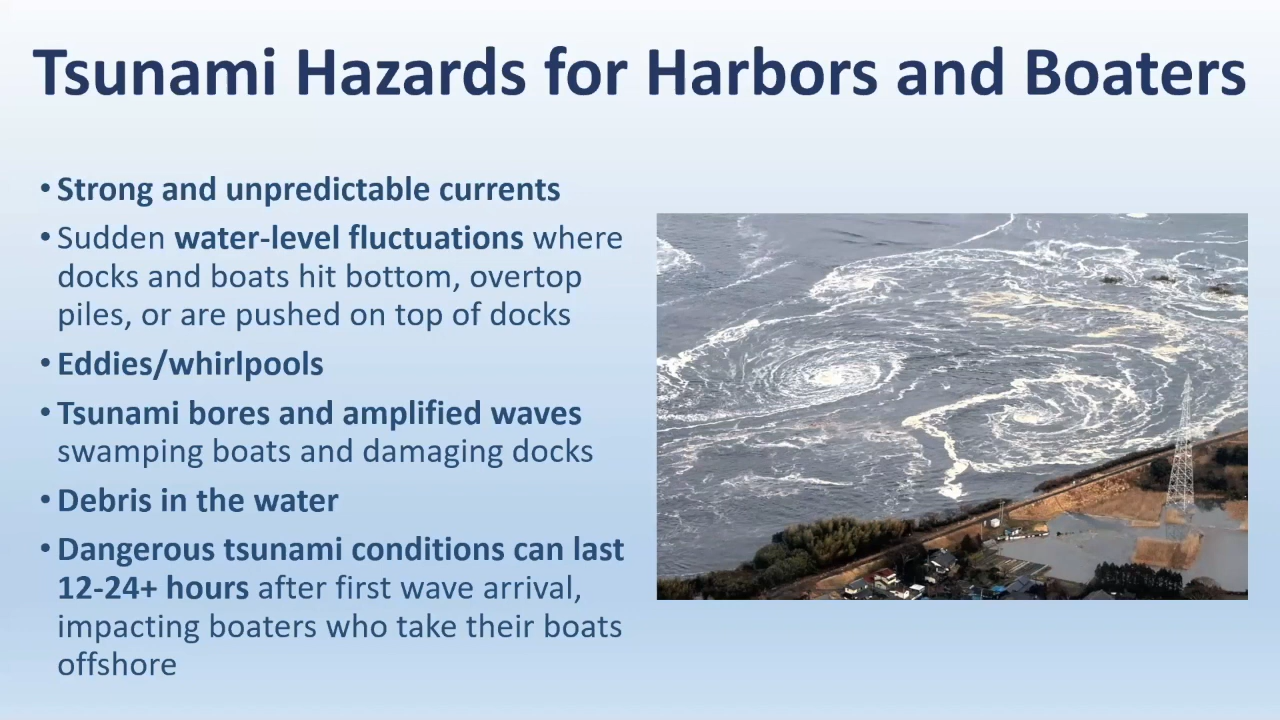 Tsunami Hazards for Harbors and Boaters
• Strong and unpredictable currents
• Sudden water-level fluctuations where
docks and boats hit bottom, overtop
piles, or are pushed on top of docks
• Eddies/whirlpools
• Tsunami bores and amplified waves
swamping boats and damaging docks
• Debris in the water
• Dangerous tsunami conditions can last
12-24+ hours after first wave arrival,
impacting boaters who take their boats
offshore